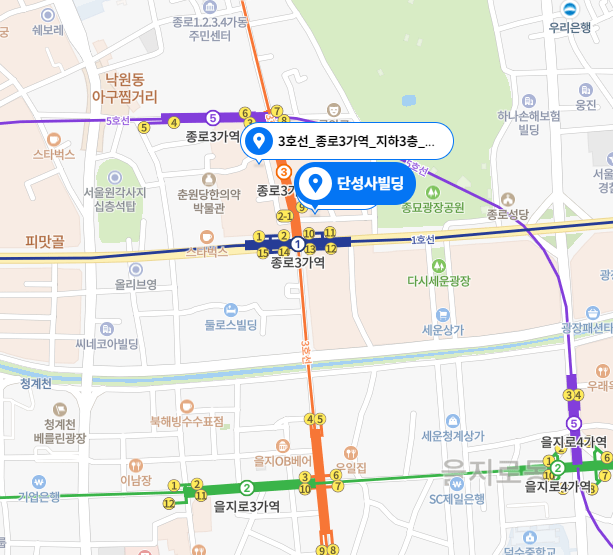 쉐보레
종로1.2.3.4가동
주민센터
우리은행
낙원동
아구찜거리
하나손해보험
빌딩
웅진
5호선
5
4
6
5
7
8
종로3가역
스타벅스
3호선_종로3가역_지하3층_...
5호선
3
서울원각사지
십층석탑
춘원당한의약
박물관
종로3가
단성사빌딩
9
2-1
종묘광장공원
종로성당
피맛골
스타벅스
1
2
10
11
1
15
14
13
12
종로3가역
1호선
올리브영
다시세운광장
둘로스빌딩
세운상가
광장패션타
씨네코아빌딩
3호선
청계천
청계천
베를린광장
북해빙수수표점
4
5
세운청계상가
3
4
5
우래옥
을지로4가역
을지OB베어
우일집
이남장
을지로동
기업은행
1
2
11
12
2
을지로3가역
3
10
6
7
SC제일은행
1
10
2
6
7
을지로4가역
덕수중학교
9
8